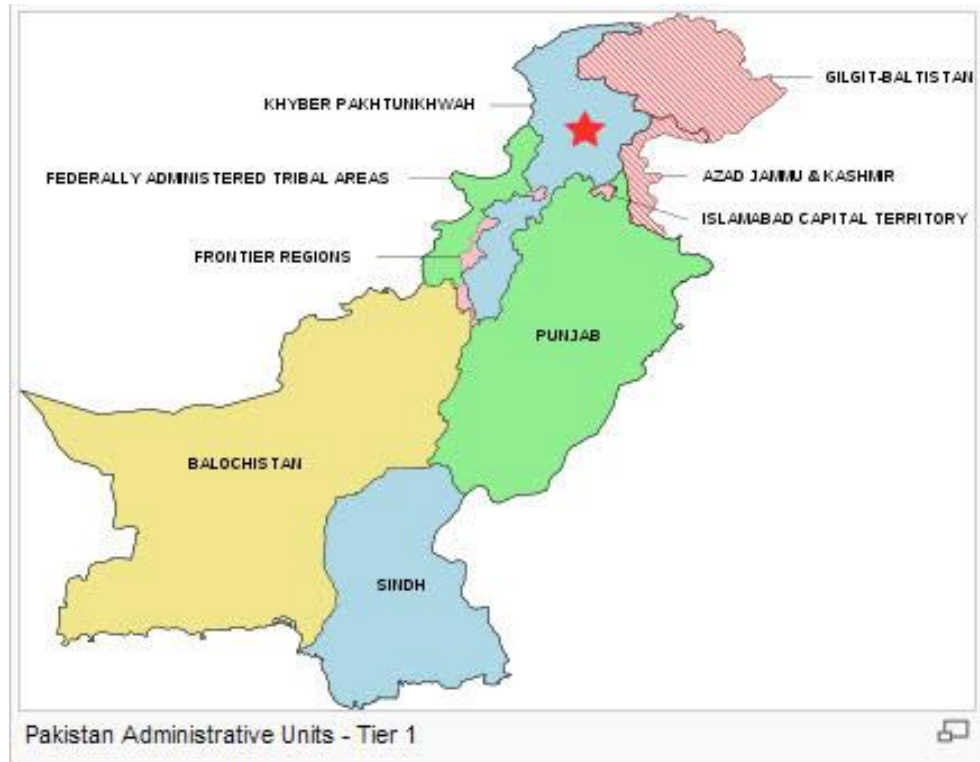 GILGIT-BALTISTAN
KHYBER PAKHTUNKHWAH
FEDERALLY ADMINISTERED TRIBAL AREAS
AZAD JAMMU & KASHMIR
ISLAMABAD CAPITAL TERRITORY
FRONTIER REGIONS
PUNJAB
BALOCHISTAN
SINDH
Pakistan Administrative Units - Tier 1